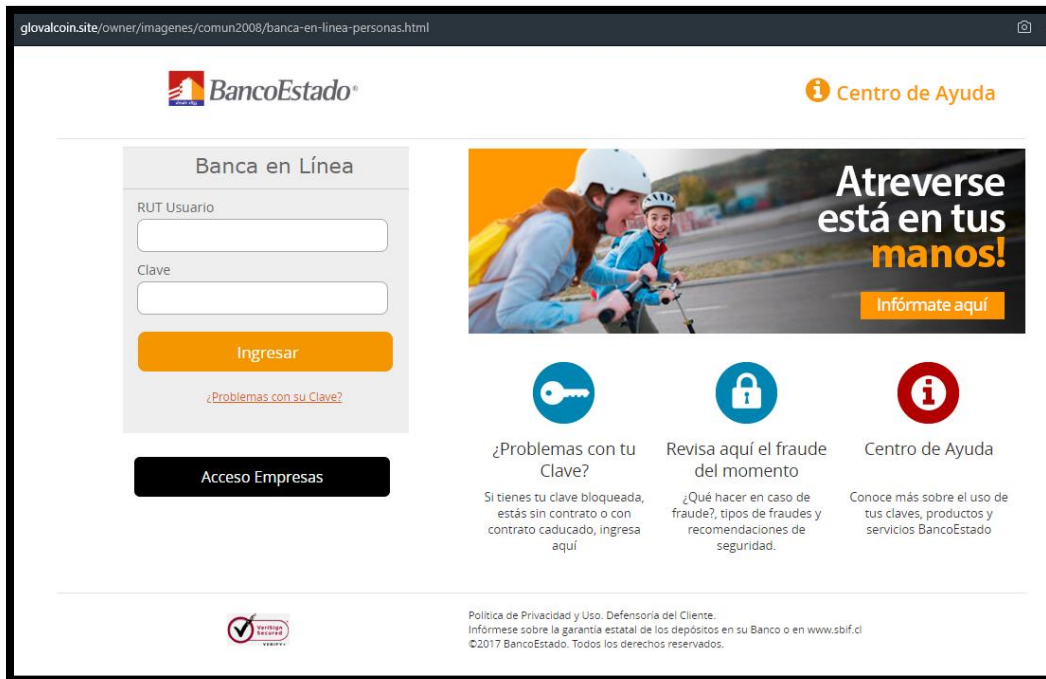 glovalcoin.site/owner/imagenes/comun2008/banca-en-linea-personas.html
BancoEstado®
Centro de Ayuda
Banca en Línea
RUT Usuario
Clave
Ingresar
¿Problemas con su Clave?
Acceso Empresas
Atreverse
está en tus
manos!
Infórmate aquí
¿Problemas con tu
Clave?
Si tienes tu clave bloqueada,
estás sin contrato o con
contrato caducado, ingresa
aquí
Revisa aquí el fraude
del momento
¿Qué hacer en caso de
fraude?, tipos de fraudes y
recomendaciones de
seguridad.
Centro de Ayuda
Conoce más sobre el uso de
tus claves, productos y
servicios BancoEstado
VeriSign
Secured
VERIFY
Política de Privacidad y Uso. Defensoría del Cliente.
Infórmese sobre la garantía estatal de los depósitos en su Banco o en www.sbif.cl
©2017 BancoEstado. Todos los derechos reservados.